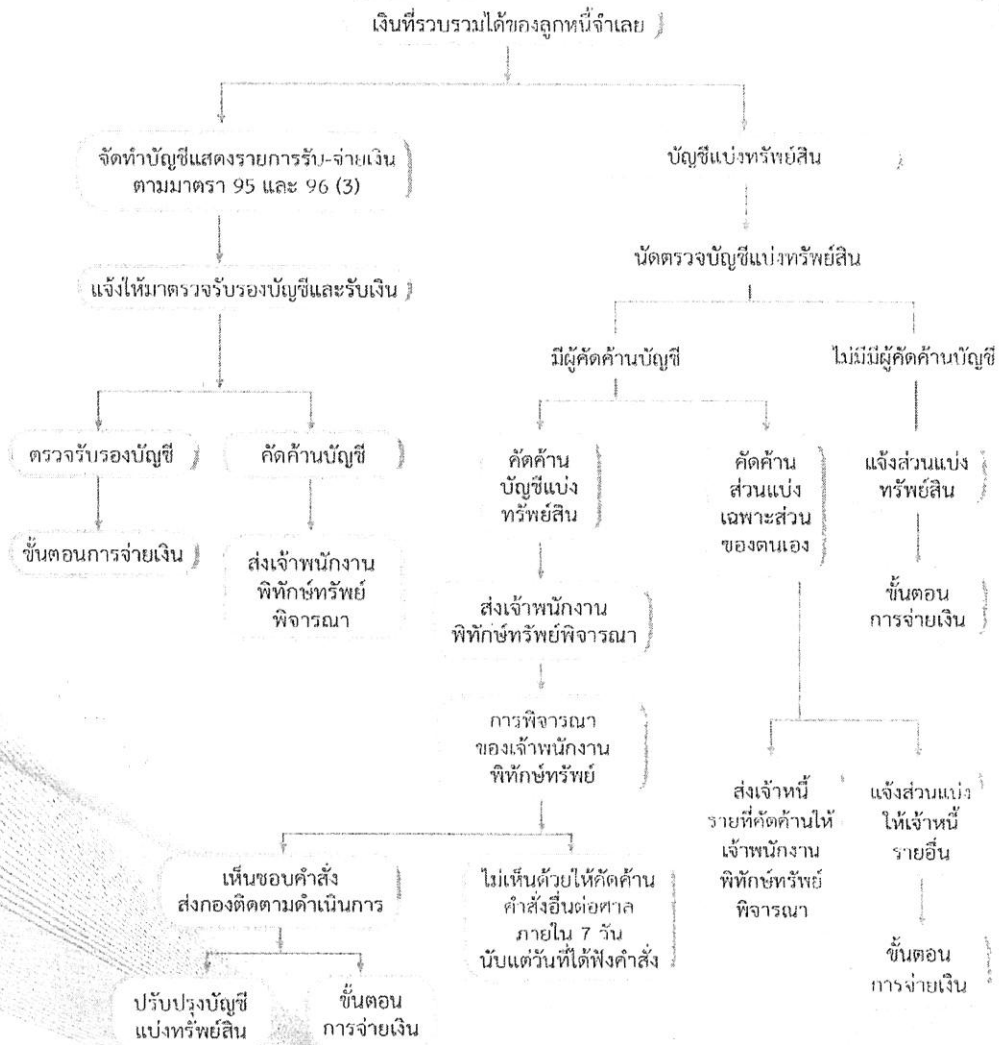 เงินที่รวบรวมได้ของลูกหนี้จำเลย
จัดทำบัญชีแสดงรายการรับ-จ่ายเงิน
ตามมาตรา 95 และ 96 (3)
แจ้งให้มาตรวจรับรองบัญชีและรับเงิน
ตรวจรับรองบัญชี
ขั้นตอนการจ่ายเงิน
คัดค้านบัญชี
ส่งเจ้าพนักงาน
พิทักษ์ทรัพย์
พิจารณา
บัญชีแบ่งทรัพย์สิน
นัดตรวจบัญชีแบ่งทรัพย์สิน
มีผู้คัดค้านบัญชี
คัดค้าน
บัญชีแบ่ง
ทรัพย์สิน
ส่งเจ้าพนักงาน
พิทักษ์ทรัพย์พิจารณา
การพิจารณา
ของเจ้าพนักงาน
พิทักษ์ทรัพย์
เห็นชอบคำสั่ง
ส่งกองติดตามดำเนินการ
ปรับปรุงบัญชี
แบ่งทรัพย์สิน
ขั้นตอน
การจ่ายเงิน
ไม่เห็นด้วยให้คัดค้าน
คำสั่งอื่นต่อศาล
ภายใน 7 วัน
นับแต่วันที่ได้ฟังคำสั่ง
คัดค้าน
ส่วนแบ่ง
เฉพาะส่วน
ของตนเอง
ส่งเจ้าหนี้
รายที่คัดค้านให้
เจ้าพนักงาน
พิทักษ์ทรัพย์
พิจารณา
แจ้งส่วนแบ่ง
ให้เจ้าหนี้
รายอื่น
ขั้นตอน
การจ่ายเงิน
ไม่มีมีผู้คัดค้านบัญชี
แจ้งส่วนแบ่ง
ทรัพย์สิน
ขั้นตอน
การจ่ายเงิน